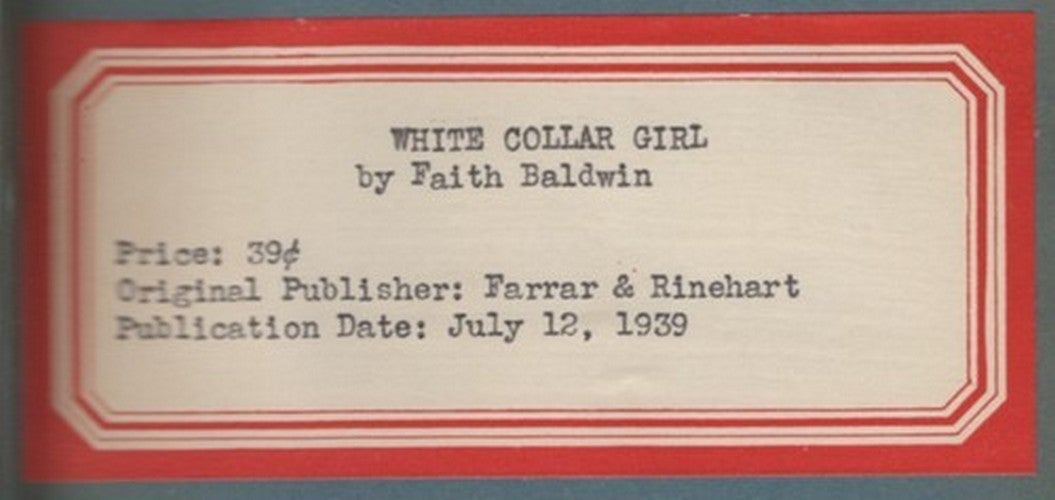 WHITE COLLAR GIRL
by Faith Baldwin
Price: 39¢
Original Publisher: Farrar & Rinehart
Publication Date: July 12, 1939